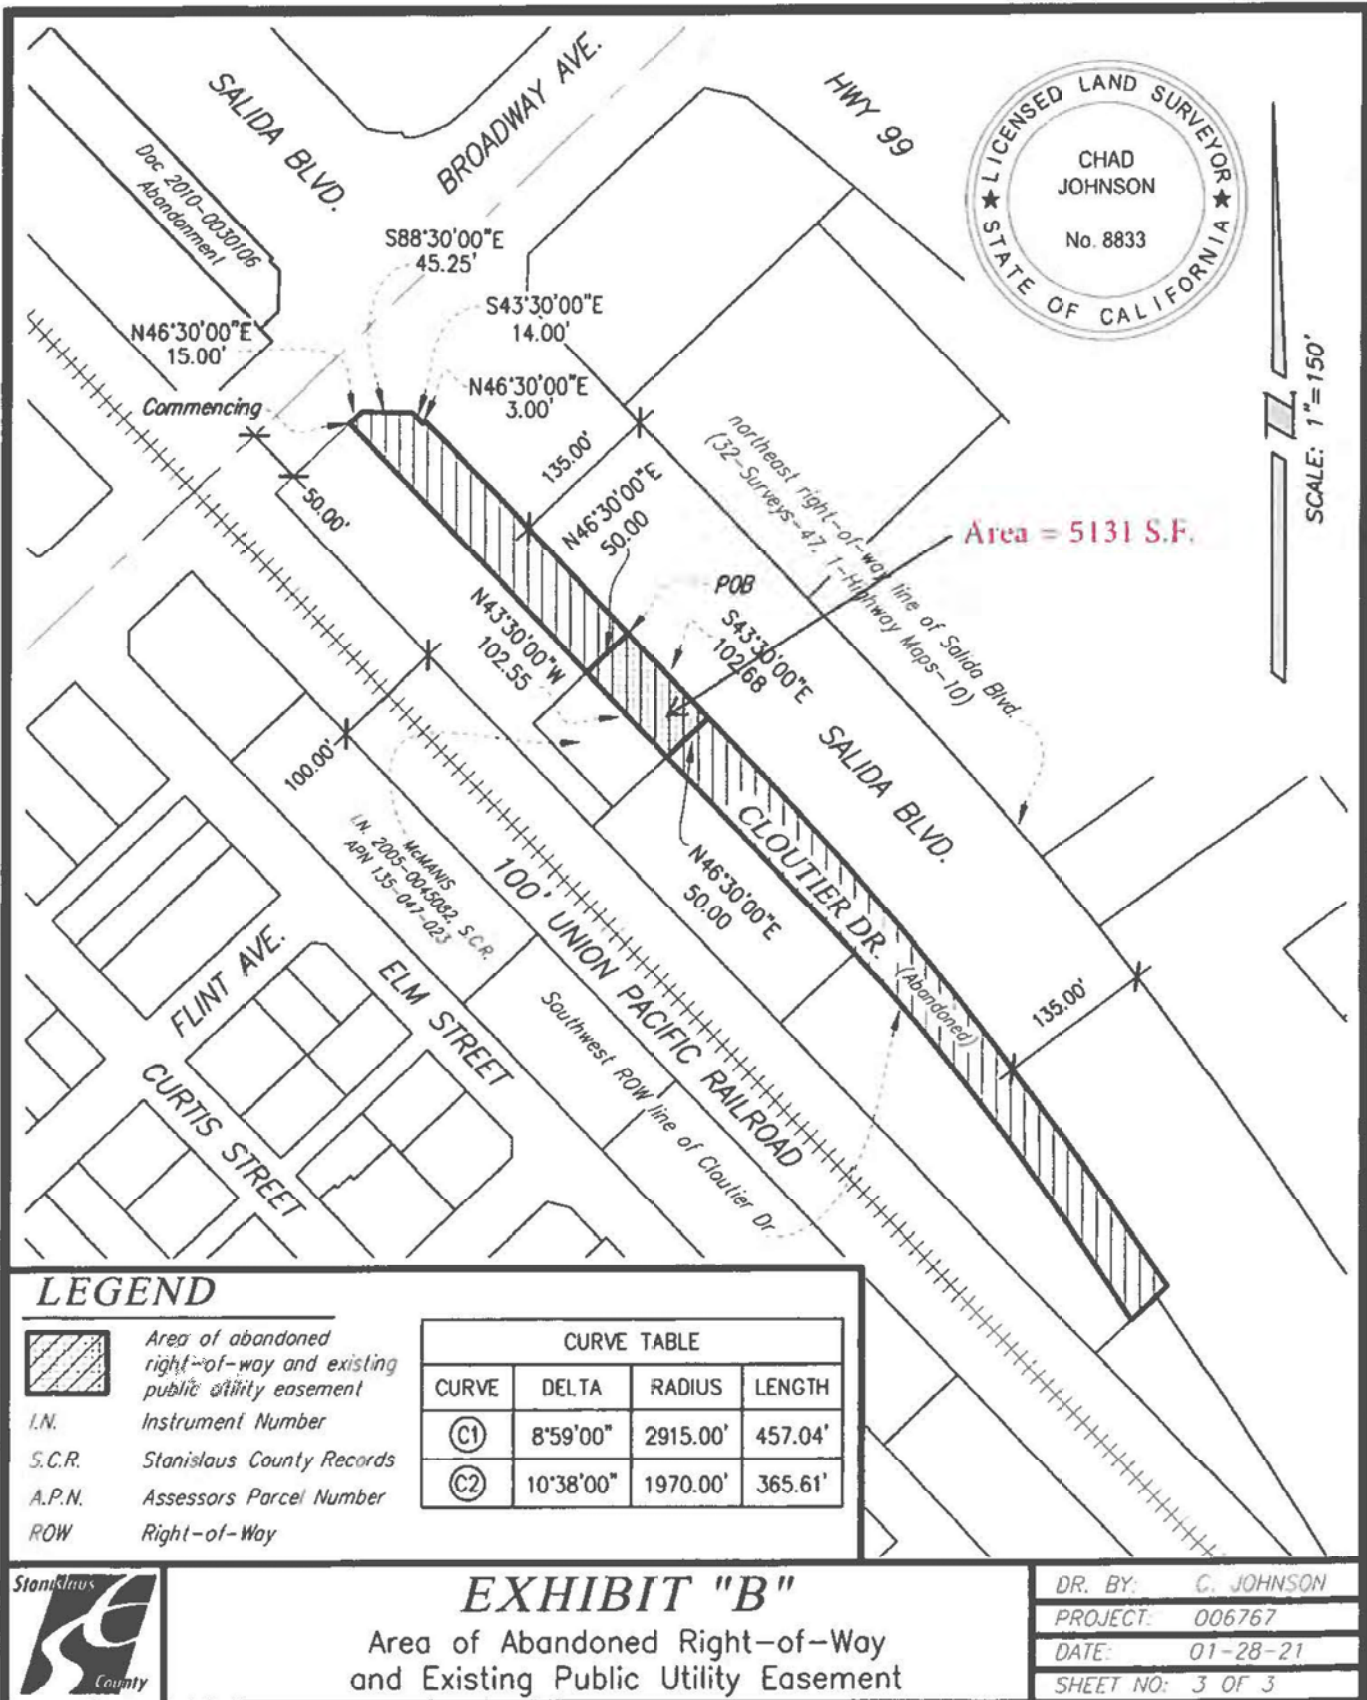 SALIDA BLVD.
BROADWAY AVE.
HWY 99
LICENSED LAND SURVEYOR
STATE OF CALIFORNIA
CHAD
JOHNSON
No. 8833
Doc 2010-0030106
Abandonment
S88°30'00"E
45.25'
S43°30'00"E
14.00'
N46°30'00"E
15.00'
N46°30'00"E
3.00'
Commencing
SCALE: 1"=150'
135.00'
50.00'
northeast right-of-way line of Salida Blvd.
(32-Surveys-47, 1-Highway Maps-10)
N46°30'00"E
50.00
Area = 5131 S.F.
POB
N43°30'00"W
102.55
S43°30'00"E
102.68
100.00'
SALIDA BLVD.
McMANIS
I.N. 2005-0045082, S.C.R.
APN 135-047-023
CLOUTIER DR.
(Abandoned)
N46°30'00"E
50.00
100' UNION PACIFIC RAILROAD
135.00'
FLINT AVE.
ELM STREET
CURTIS STREET
Southwest ROW line of Cloutier Dr
LEGEND
Area of abandoned
right-of-way and existing
public utility easement
I.N. Instrument Number
S.C.R. Stanislaus County Records
A.P.N. Assessors Parcel Number
ROW Right-of-Way
CURVE TABLE
CURVE DELTA RADIUS LENGTH
C1 8°59'00" 2915.00' 457.04'
C2 10°38'00" 1970.00' 365.61'
Stanislaus
County
EXHIBIT "B"
Area of Abandoned Right-of-Way
and Existing Public Utility Easement
DR. BY: C. JOHNSON
PROJECT: 006767
DATE: 01-28-21
SHEET NO: 3 OF 3